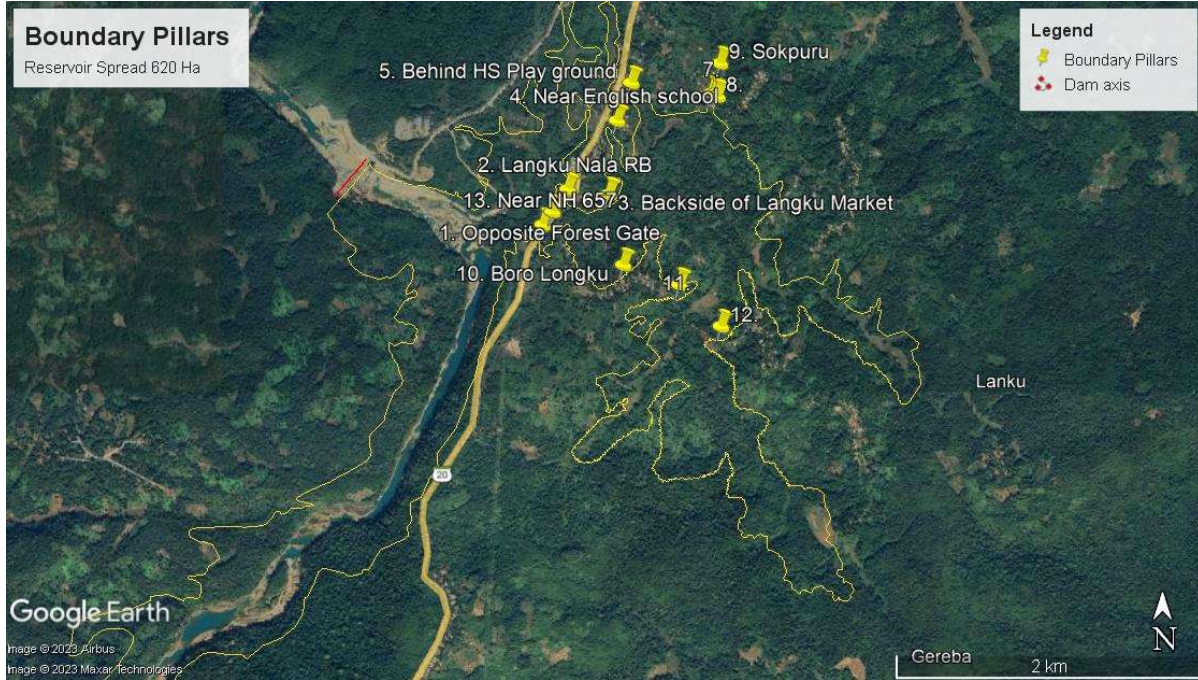 Boundary Pillars
Reservoir Spread 620 Ha
Legend
Boundary Pillars
Dam axis
9. Sokpuru
5. Behind HS Play ground
7.
8.
4. Near English school
2. Langku Nala RB
13. Near NH 657
3. Backside of Langku Market
1. Opposite Forest Gate
10. Boro Longku
11.
12.
Lanku
20
Google Earth
Image © 2023 Airbus
Image © 2023 Maxar Technologies
Gereba
2 km
N